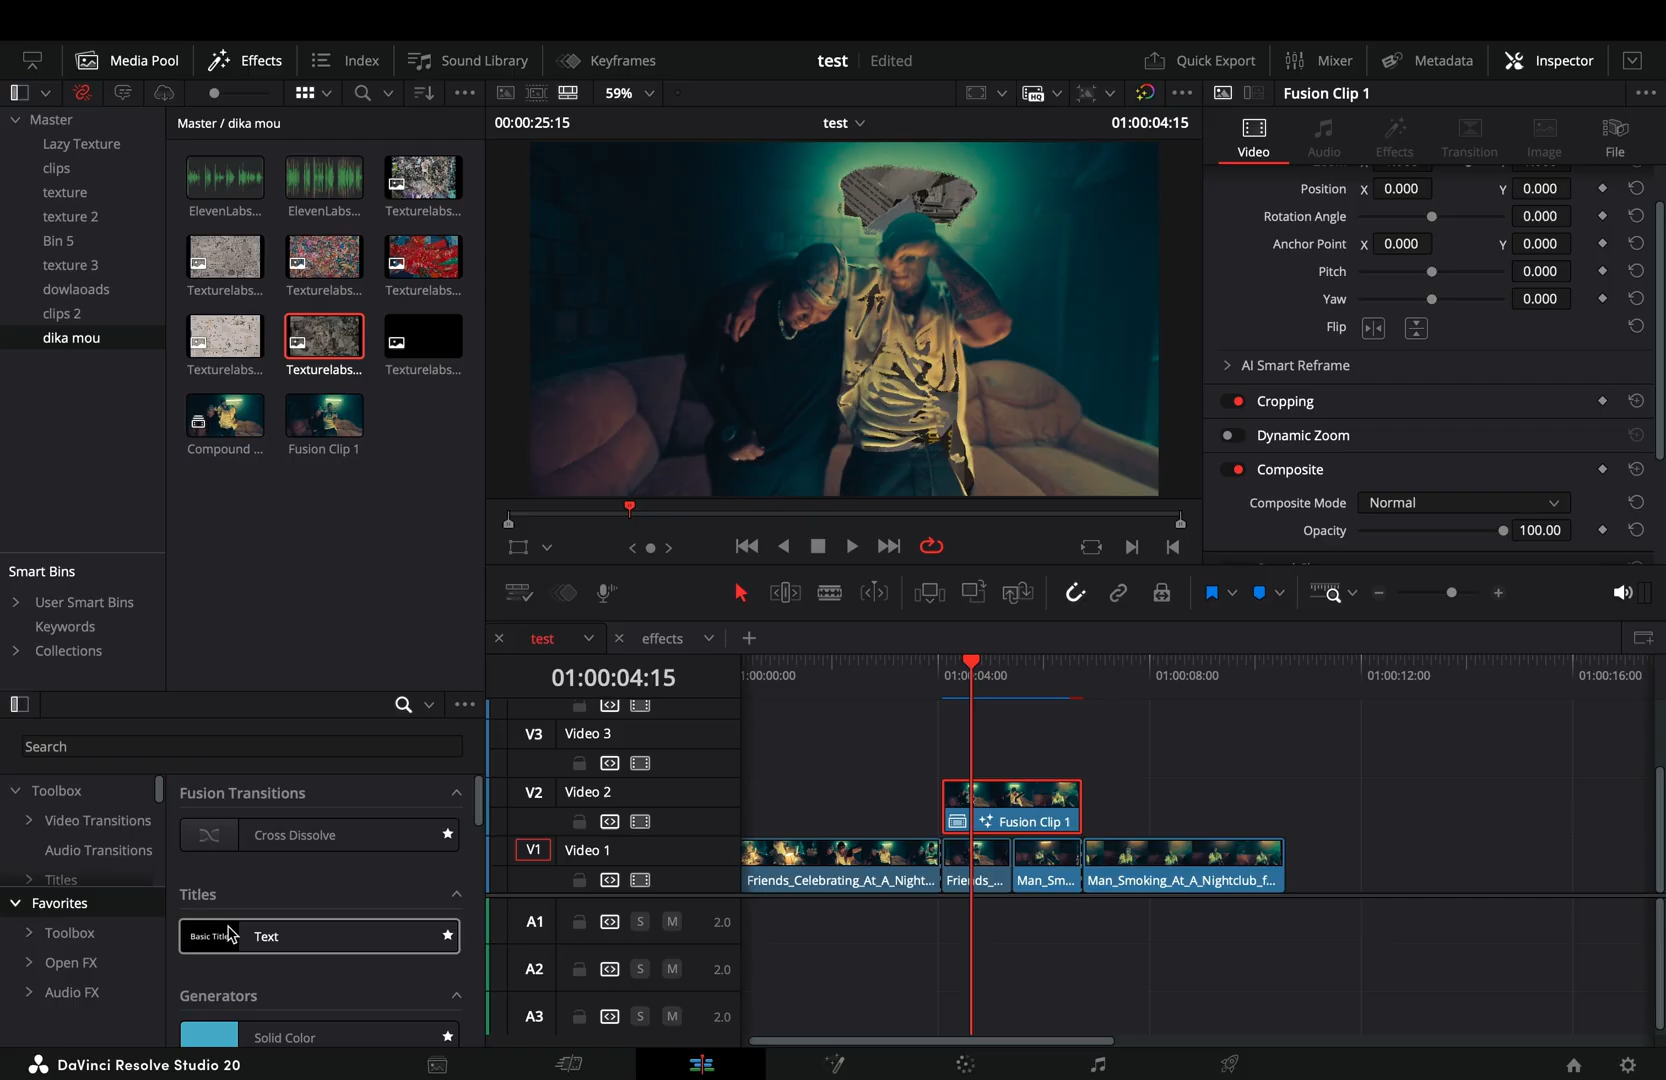 Media Pool
Effects
Index
Sound Library
Keyframes
test
Edited
Quick Export
Mixer
Metadata
Inspector
59%
Fusion Clip 1
Master
Master / dika mou
00:00:25:15
test
01:00:04:15
Video
Audio
Effects
Transition
Image
File
Lazy Texture
clips
texture
texture 2
Bin 5
texture 3
dowlaoads
clips 2
dika mou
ElevenLabs...
ElevenLabs...
Texturelabs...
Texturelabs...
Texturelabs...
Texturelabs...
Texturelabs...
Texturelabs...
Texturelabs...
Compound ...
Fusion Clip 1
Position X 0.000 Y 0.000
Rotation Angle 0.000
Anchor Point X 0.000 Y 0.000
Pitch 0.000
Yaw 0.000
Flip
AI Smart Reframe
Cropping
Dynamic Zoom
Composite
Composite Mode Normal
Opacity 100.00
Smart Bins
User Smart Bins
Keywords
Collections
test
effects
01:00:04:15
1:00:00:00
01:00:04:00
01:00:08:00
01:00:12:00
01:00:16:00
V3 Video 3
V2 Video 2
Fusion Clip 1
V1 Video 1
Friends_Celebrating_At_A_Night...
Friends_...
Man_Sm...
Man_Smoking_At_A_Nightclub_f...
A1 S M 2.0
A2 S M 2.0
A3 S M 2.0
Search
Toolbox
Video Transitions
Audio Transitions
Titles
Favorites
Toolbox
Open FX
Audio FX
Fusion Transitions
Cross Dissolve
Titles
Basic Title
Text
Generators
Solid Color
DaVinci Resolve Studio 20